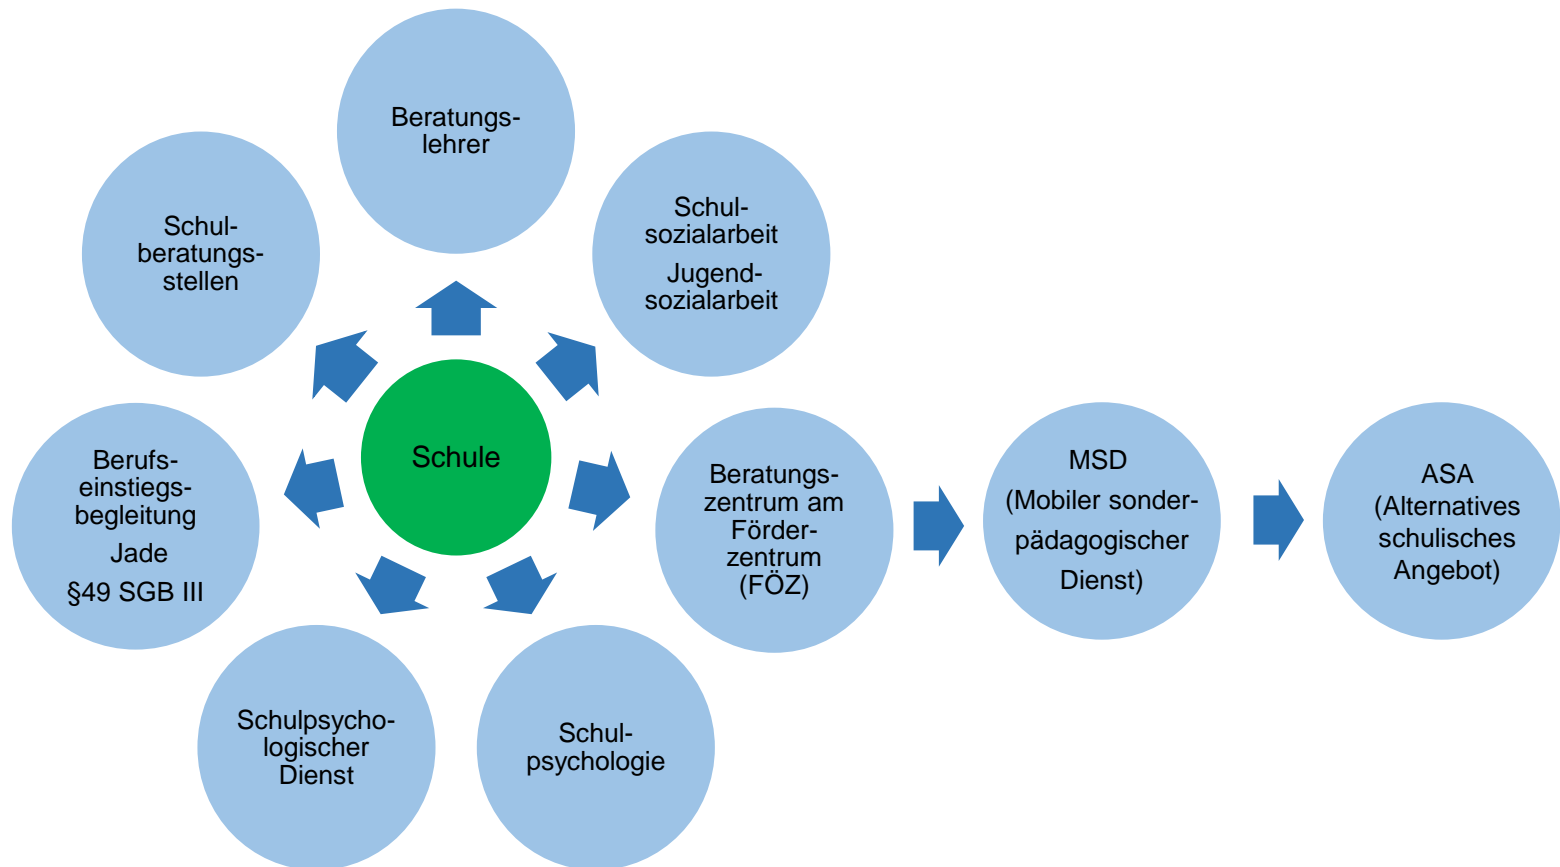 Beratungs-
lehrer
Schul-
beratungs-
stellen
Schul-
sozialarbeit
Jugend-
sozialarbeit
Schule
Berufs-
einstiegs-
begleitung
Jade
§49 SGB III
Beratungs-
zentrum am
Förder-
zentrum
(FÖZ)
MSD
(Mobiler sonder-
pädagogischer
Dienst)
ASA
(Alternatives
schulisches
Angebot)
Schulpsycho-
logischer
Dienst
Schul-
psychologie